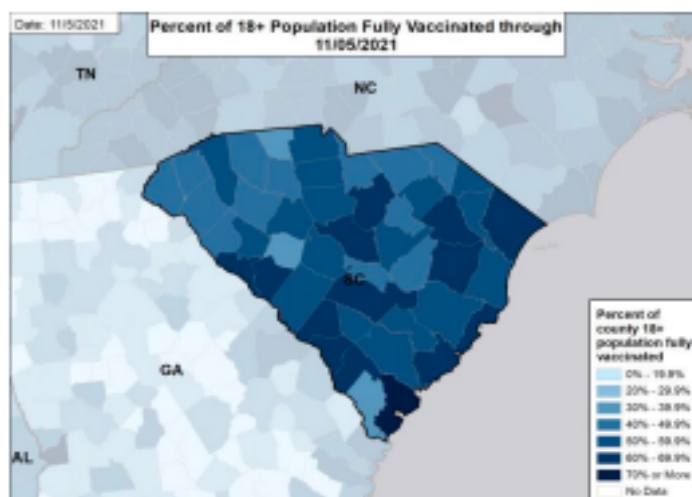 Date: 11/5/2021
Percent of 18+ Population Fully Vaccinated through
11/05/2021
TN
NC
SC
GA
AL
Percent of
county 18+
population fully
vaccinated
0% - 19.9%
20% - 29.9%
30% - 39.9%
40% - 49.9%
50% - 59.9%
60% - 69.9%
70% or More
No Data